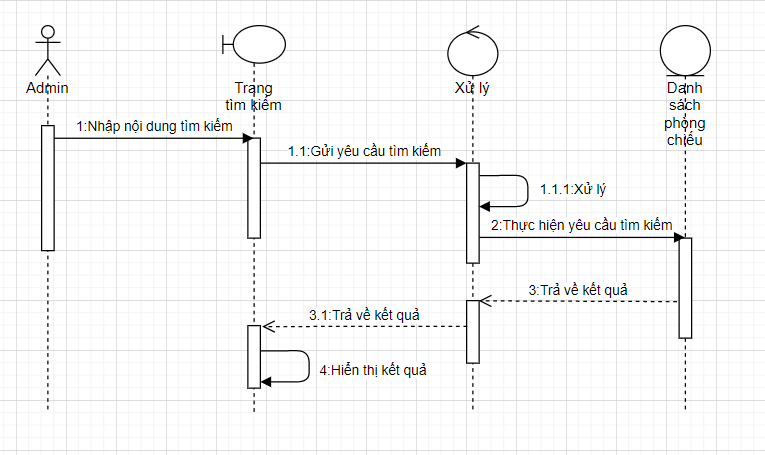 Admin
Trang
tìm kiếm
Xử lý
Danh
sách
phòng
chiếu
1:Nhập nội dung tìm kiếm
1.1:Gửi yêu cầu tìm kiếm
1.1.1:Xử lý
2:Thực hiện yêu cầu tìm kiếm
3:Trả về kết quả
3.1:Trả về kết quả
4:Hiển thị kết quả